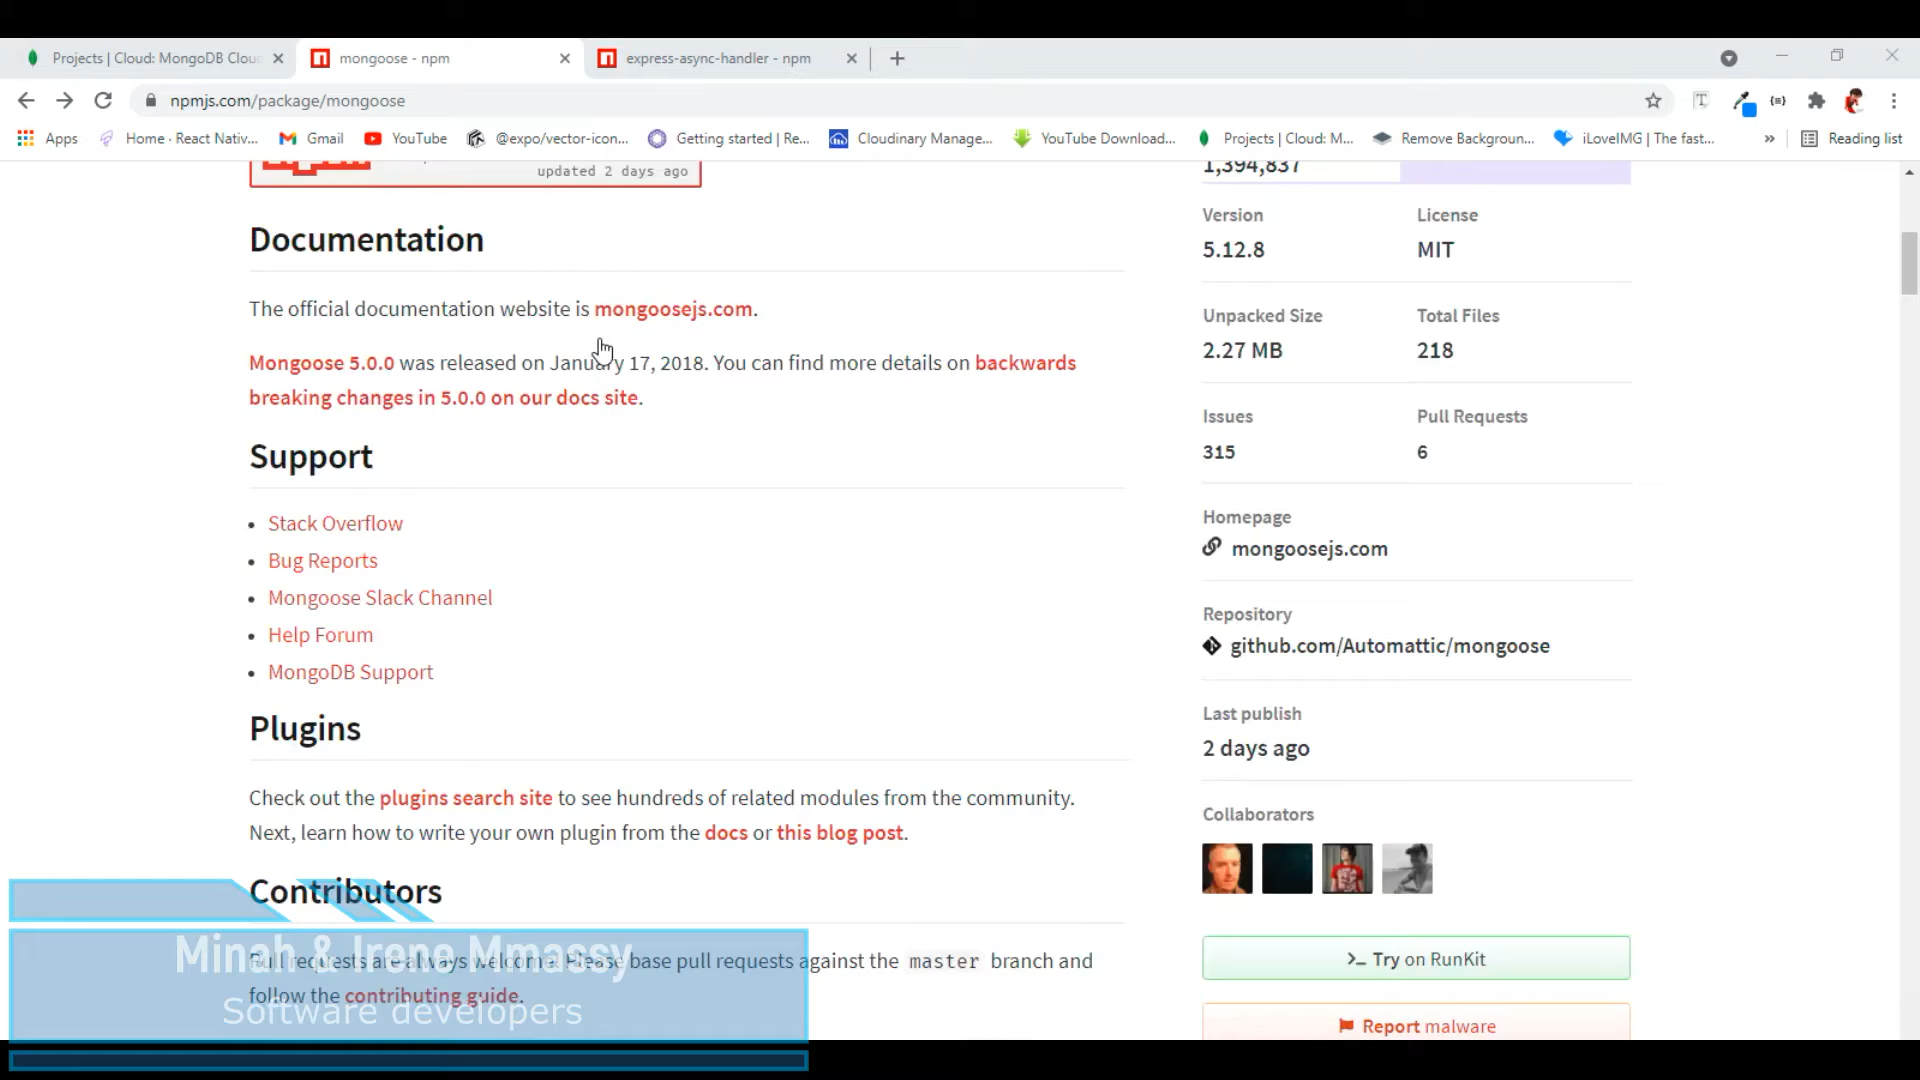 Projects | Cloud: MongoDB Clou
mongoose - npm
express-async-handler - npm
npmjs.com/package/mongoose
Apps
Home · React Nativ...
Gmail
YouTube
@expo/vector-icon...
Getting started | Re...
Cloudinary Manage...
YouTube Download...
Projects | Cloud: M...
Remove Backgroun...
iLoveIMG | The fast...
»
Reading list
updated 2 days ago
1,394,837
Documentation
The official documentation website is mongoosejs.com.
Mongoose 5.0.0 was released on January 17, 2018. You can find more details on backwards
breaking changes in 5.0.0 on our docs site.
Support
Stack Overflow
Bug Reports
Mongoose Slack Channel
Help Forum
MongoDB Support
Plugins
Check out the plugins search site to see hundreds of related modules from the community.
Next, learn how to write your own plugin from the docs or this blog post.
Contributors
Pull requests are always welcome! Please base pull requests against the master branch and
follow the contributing guide.
Minah & Irene Mmassy
Software developers
Version
5.12.8
License
MIT
Unpacked Size
2.27 MB
Total Files
218
Issues
315
Pull Requests
6
Homepage
mongoosejs.com
Repository
github.com/Automattic/mongoose
Last publish
2 days ago
Collaborators
>_ Try on RunKit
Report malware